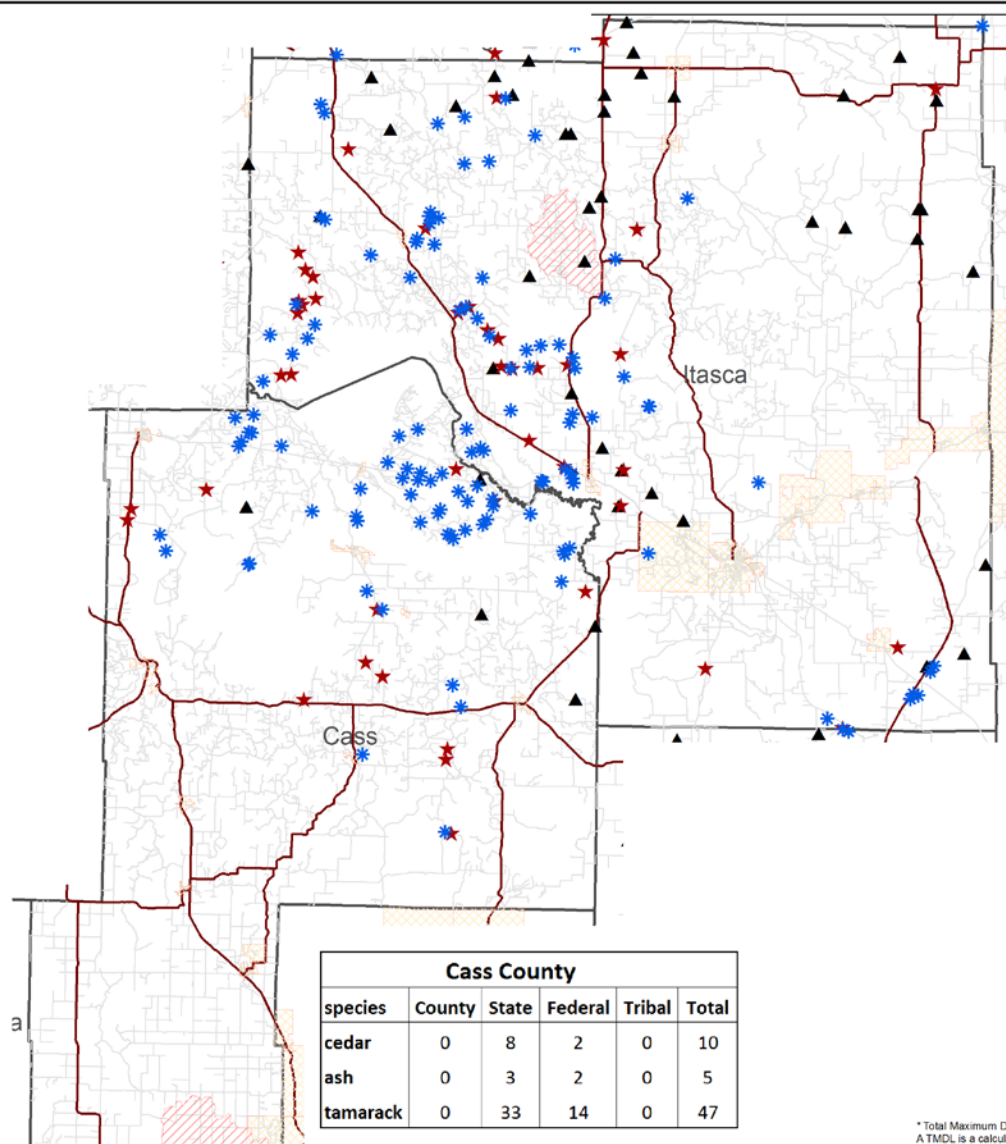 Itasca
Cass
a
Cass County
species County State Federal Tribal Total
cedar 0 8 2 0 10
ash 0 3 2 0 5
tamarack 0 33 14 0 47
* Total Maximum D
A TMDL is a calcu